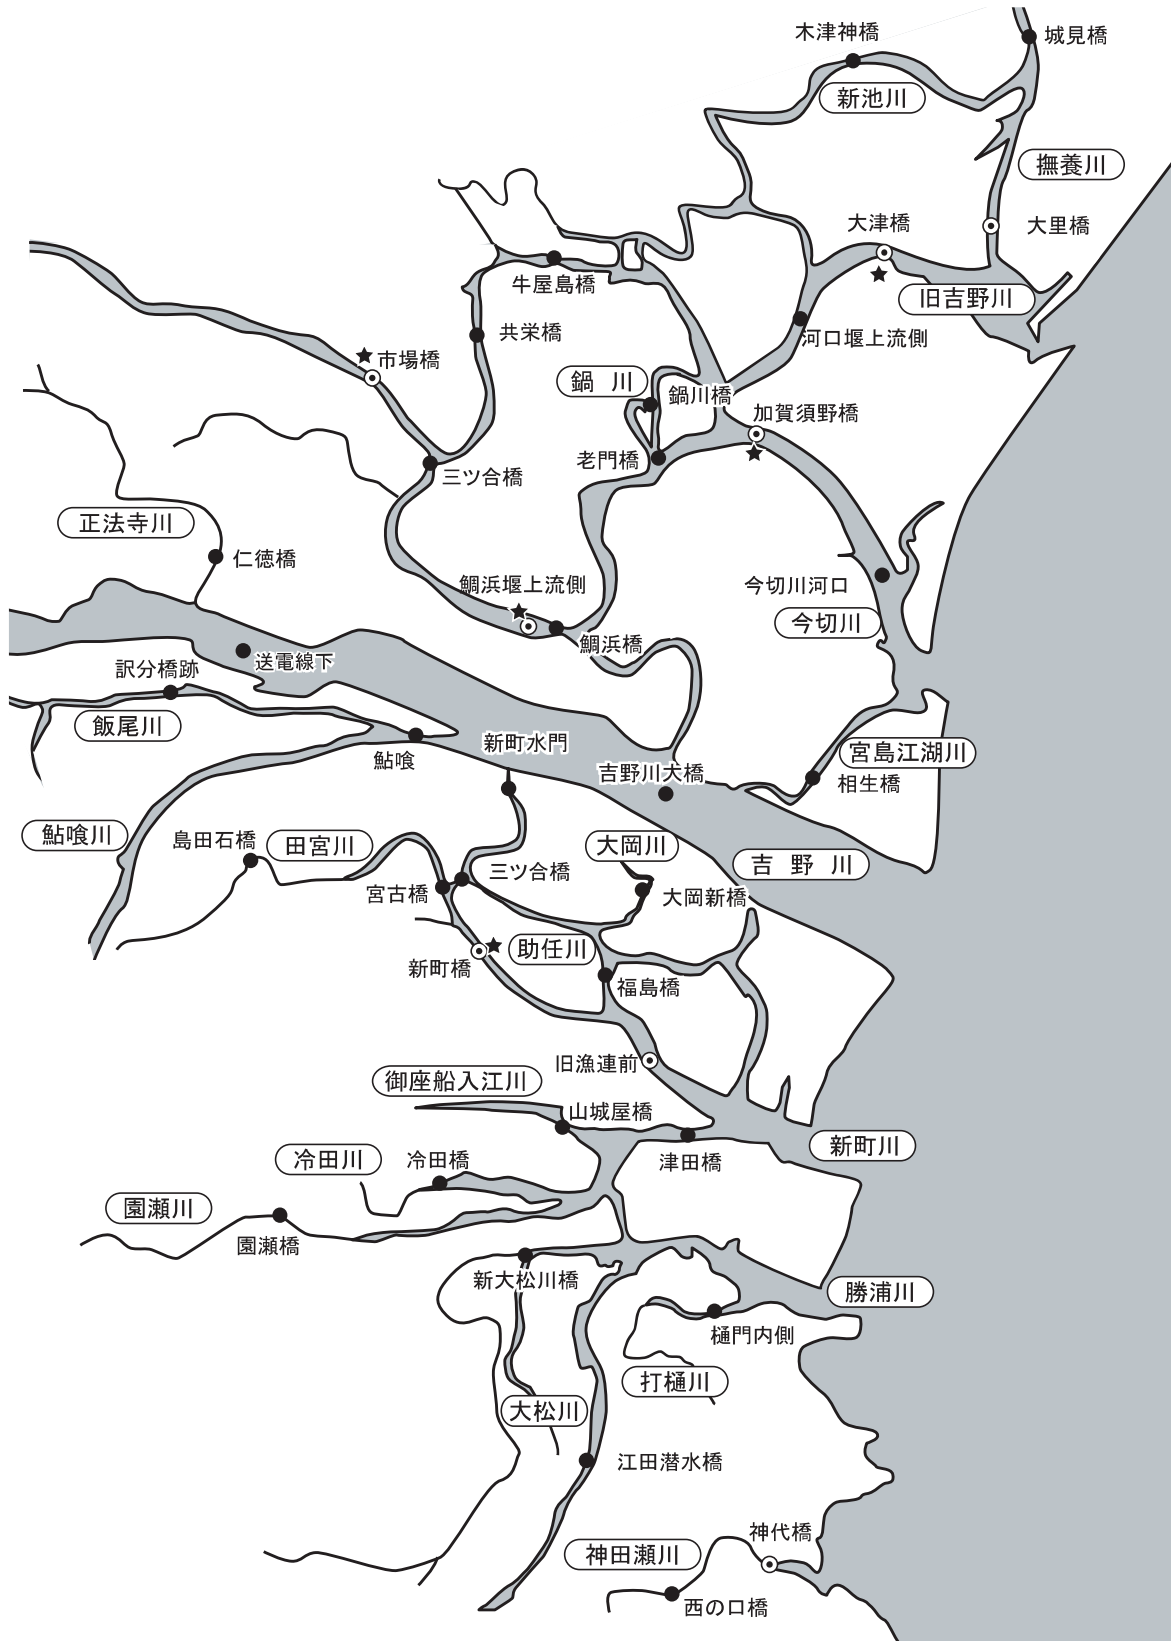 木津神橋
城見橋
新池川
撫養川
大津橋
大里橋
牛屋島橋
旧吉野川
共栄橋
河口堰上流側
市場橋
鍋 川
鍋川橋
加賀須野橋
老門橋
三ツ合橋
正法寺川
仁徳橋
鯛浜堰上流側
今切川河口
今切川
鯛浜橋
送電線下
訳分橋跡
飯尾川
新町水門
鮎喰
宮島江湖川
吉野川大橋
相生橋
鮎喰川
島田石橋
田宮川
大岡川
吉 野 川
三ツ合橋
宮古橋
大岡新橋
助任川
新町橋
福島橋
旧漁連前
御座船入江川
山城屋橋
新町川
冷田川
冷田橋
津田橋
園瀬川
園瀬橋
新大松川橋
勝浦川
樋門内側
打樋川
大松川
江田潜水橋
神代橋
神田瀬川
西の口橋